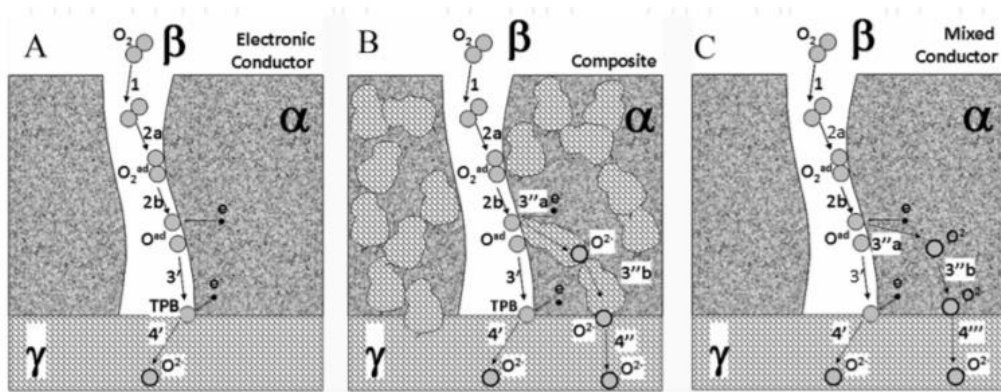 A
O₂
β
Electronic
Conductor
1
α
2a
O₂ᵃᵈ
2b
e
Oᵃᵈ
3'
e
TPB
4'
γ
O²⁻
B
O₂
β
Composite
1
α
2a
O₂ᵃᵈ
2b
3''a
e
Oᵃᵈ
O²⁻
3'
3''b
e
TPB
4'
O²⁻
4''
γ
O²⁻
O²⁻
C
O₂
β
Mixed
Conductor
1
α
2a
O₂ᵃᵈ
2b
e
Oᵃᵈ
3''a
O²⁻
3'
3''b
e
O²⁻
TPB
4'
4'''
γ
O²⁻
O²⁻